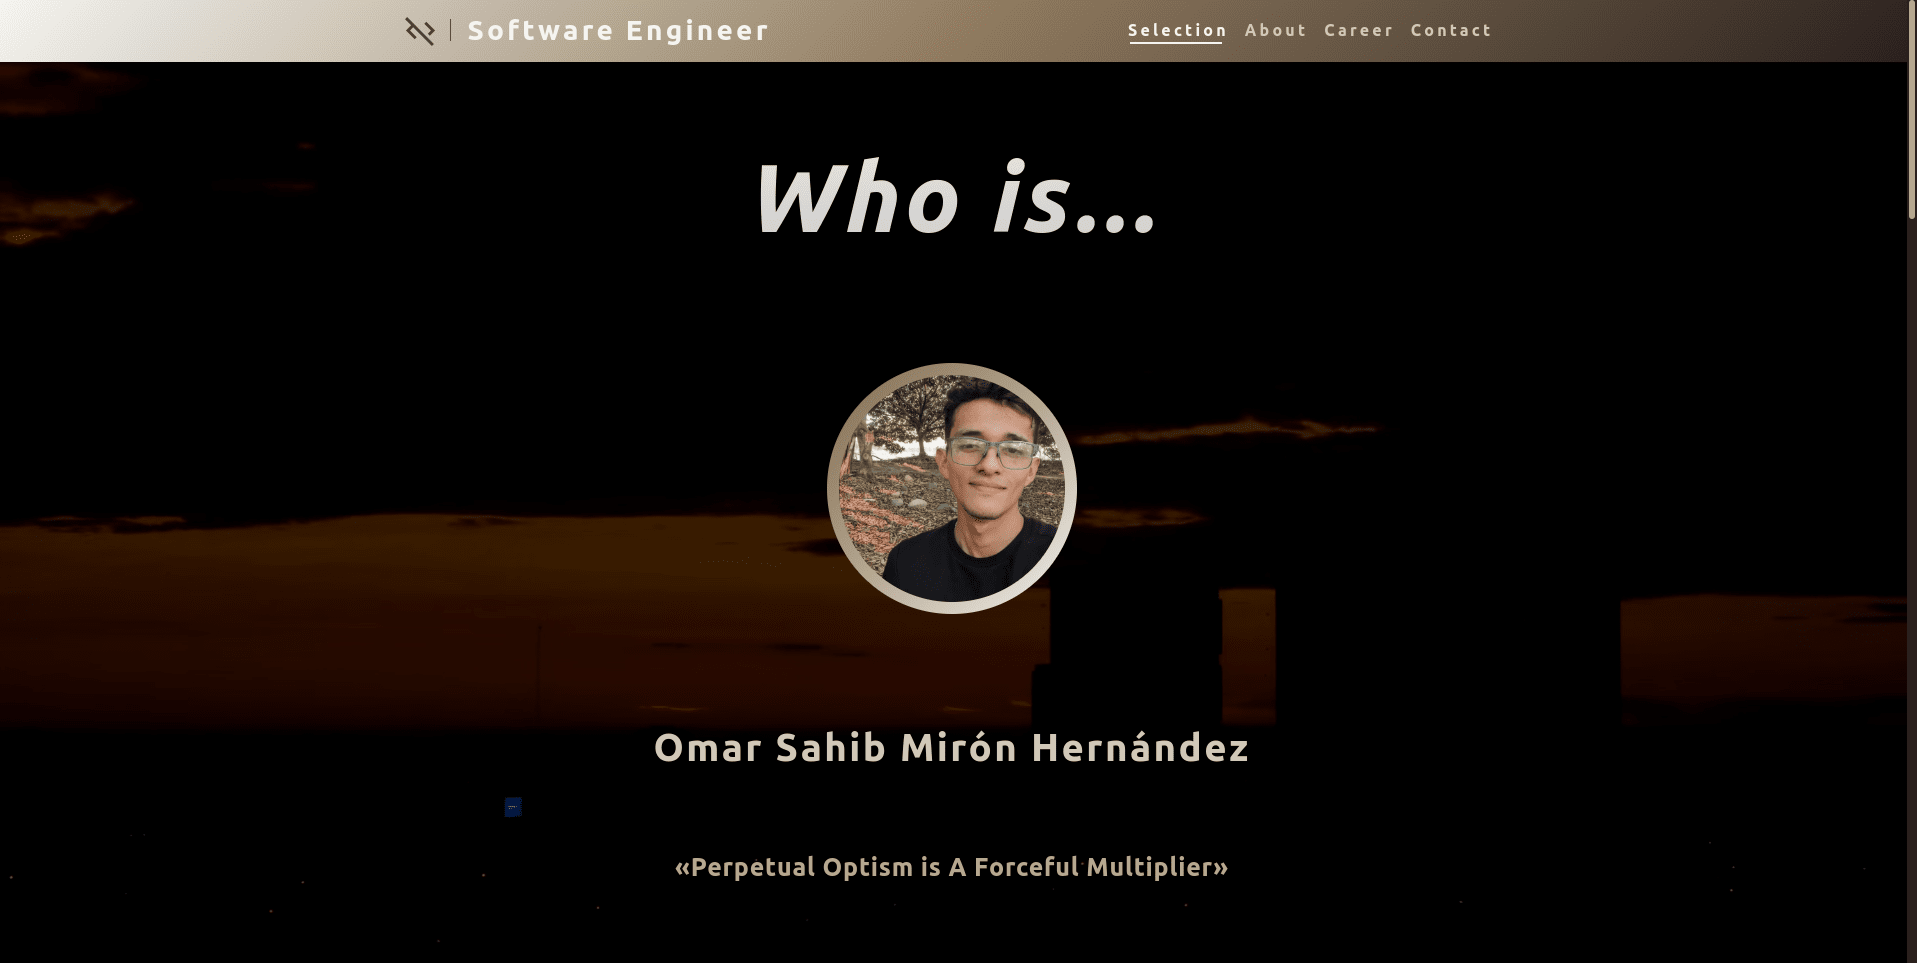 Software Engineer
Selection About Career Contact
Who is...
Omar Sahib Mirón Hernández
«Perpetual Optism is A Forceful Multiplier»